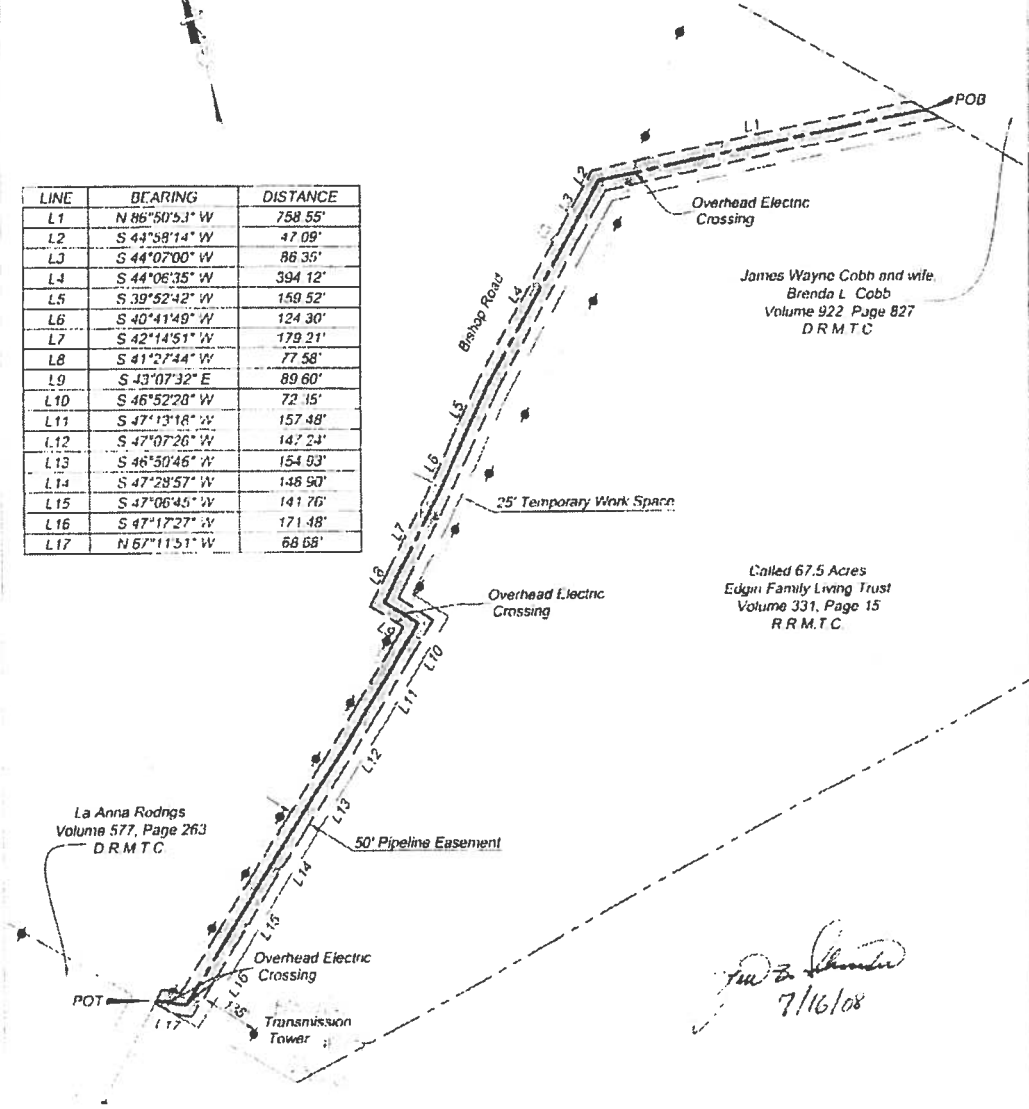 POB
L1
L2
L3
Overhead Electric
Crossing
LINE BEARING DISTANCE
L1 N 86°50'53" W 758.55'
L2 S 44°58'14" W 47.09'
L3 S 44°07'00" W 86.35'
L4 S 44°06'35" W 394.12'
L5 S 39°52'42" W 159.52'
L6 S 40°41'49" W 124.30'
L7 S 42°14'51" W 179.21'
L8 S 41°27'44" W 77.58'
L9 S 43°07'32" E 89.60'
L10 S 46°52'28" W
L11 S 47°13'18" W 157.48'
L12 S 47°07'26" W 147.24'
L13 S 46°50'46" W 154.93'
L14 S 47°28'57" W 148.90'
L15 S 47°06'45" W 141.76'
L16 S 47°17'27" W 171.48'
L17 N 67°11'51" W 68.68'
James Wayne Cobb and wife,
Brenda L. Cobb
Volume 922, Page 827
D.R.M.T.C.
L4
Bishop Road
L5
L6
25' Temporary Work Space
L7
L8
Called 67.5 Acres
Edgin Family Living Trust
Volume 331, Page 15
R.R.M.T.C.
Overhead Electric
Crossing
L10
L11
L12
L13
La Anna Rodrigs
Volume 577, Page 263
D.R.M.T.C.
50' Pipeline Easement
L14
L15
Overhead Electric
Crossing
L16
POT
L17
135'
Transmission
Tower
7/16/08